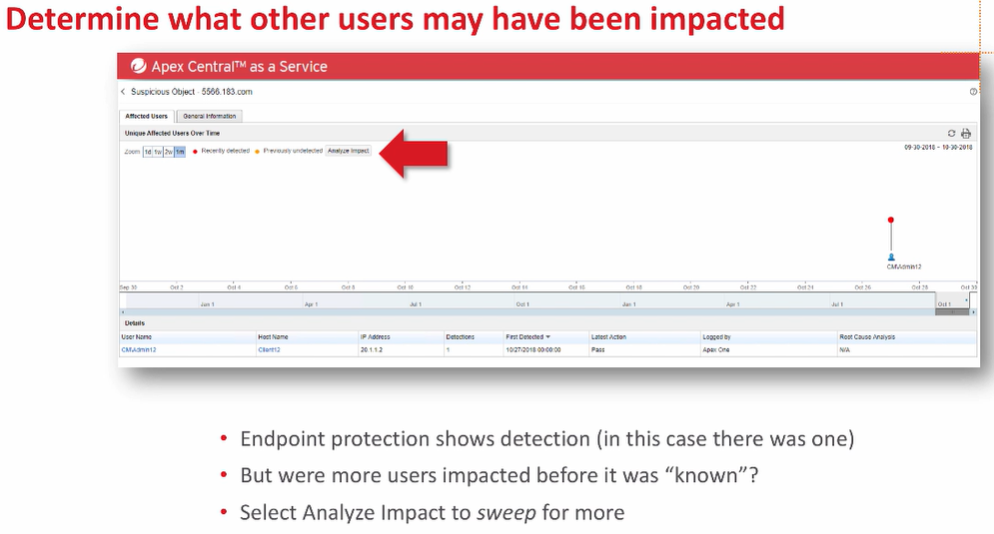 Determine what other users may have been impacted
Apex Central™ as a Service
< Suspicious Object - 5566.183.com
Affected Users General Information
Unique Affected Users Over Time
Zoom 1d 1w 2w 1m Recently detected Previously undetected Analyze Impact 09-30-2018 - 10-30-2018
CM\Admin12
Sep 30 Oct 2 Oct 4 Oct 6 Oct 8 Oct 10 Oct 12 Oct 14 Oct 16 Oct 18 Oct 20 Oct 22 Oct 24 Oct 26 Oct 28 Oct 30
Jan 1 Apr 1 Jul 1 Oct 1 Jan 1 Apr 1 Jul 1 Oct 1
Details
User Name Host Name IP Address Detections First Detected Latest Action Logged by Root Cause Analysis
CM\Admin12 Client12 20.1.1.2 1 10/27/2018 00:00:00 Pass Apex One N/A
• Endpoint protection shows detection (in this case there was one)
• But were more users impacted before it was “known”?
• Select Analyze Impact to sweep for more